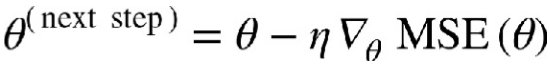 θ^(next step) = θ − η ∇_θ MSE(θ)